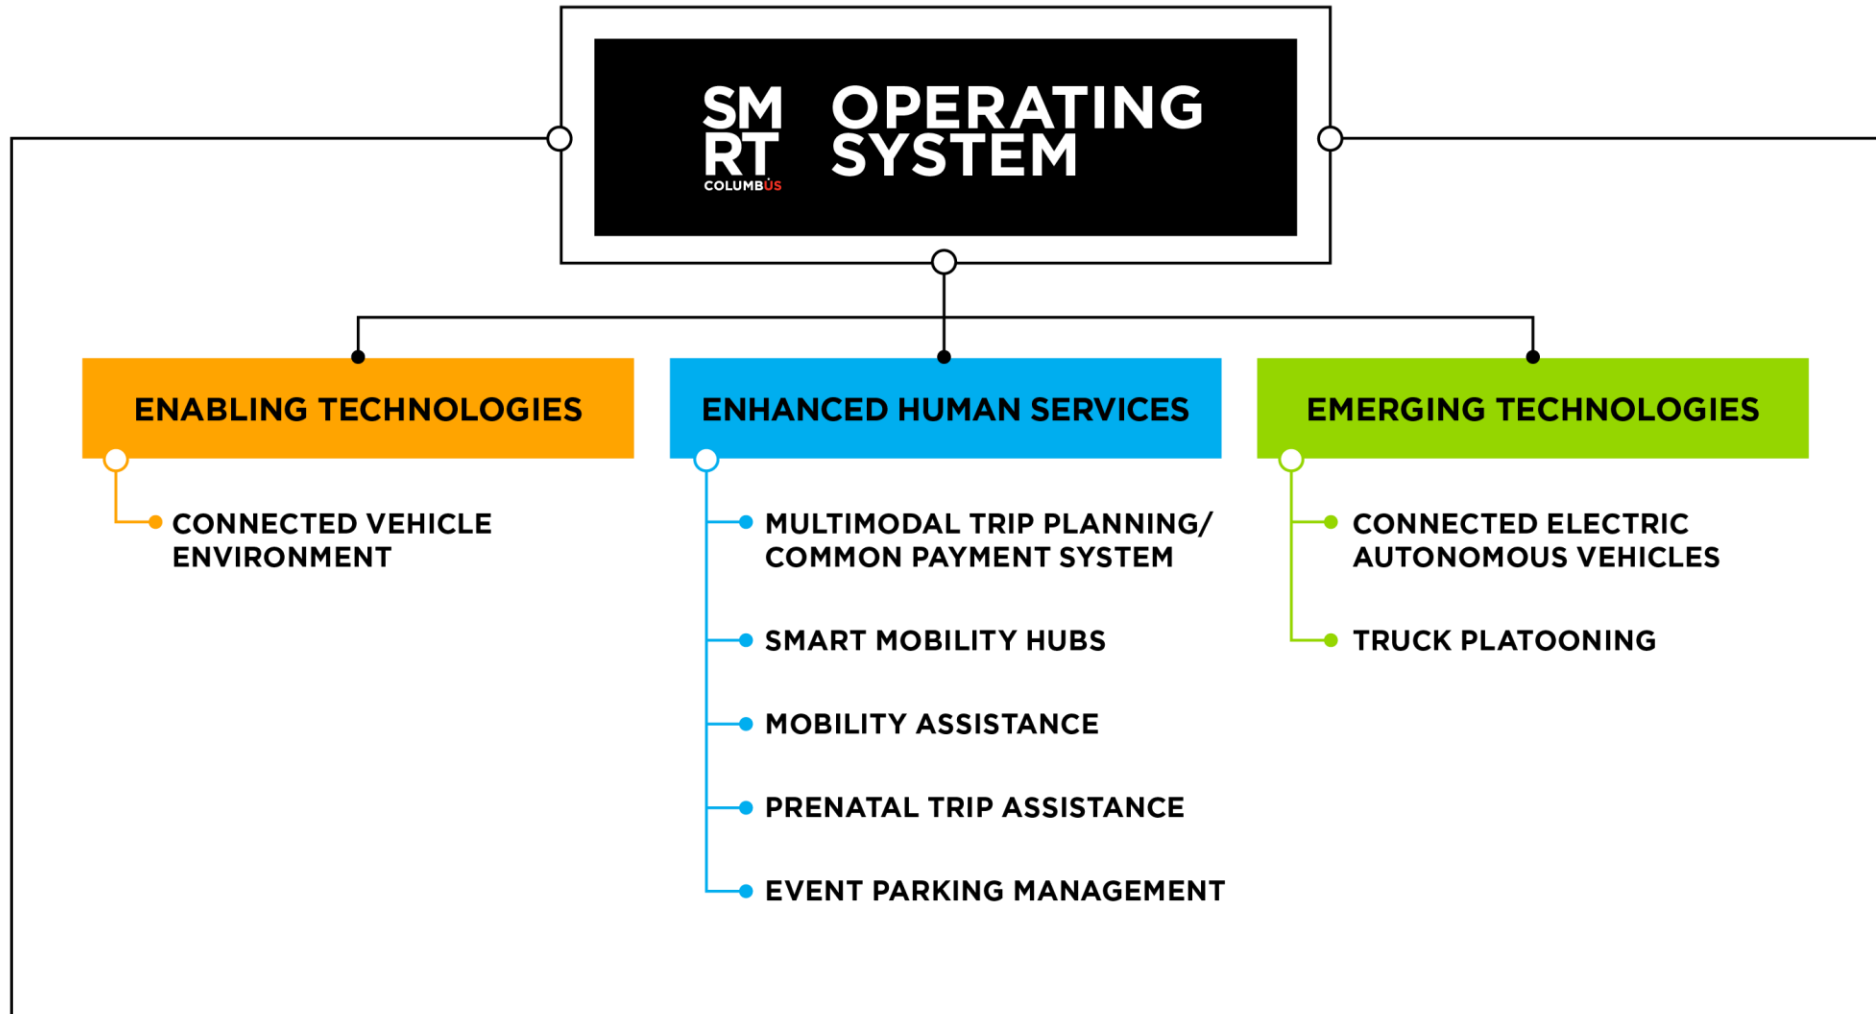 SM
RT
COLUMBUS
OPERATING
SYSTEM
ENABLING TECHNOLOGIES
CONNECTED VEHICLE
ENVIRONMENT
ENHANCED HUMAN SERVICES
MULTIMODAL TRIP PLANNING/
COMMON PAYMENT SYSTEM
SMART MOBILITY HUBS
MOBILITY ASSISTANCE
PRENATAL TRIP ASSISTANCE
EVENT PARKING MANAGEMENT
EMERGING TECHNOLOGIES
CONNECTED ELECTRIC
AUTONOMOUS VEHICLES
TRUCK PLATOONING